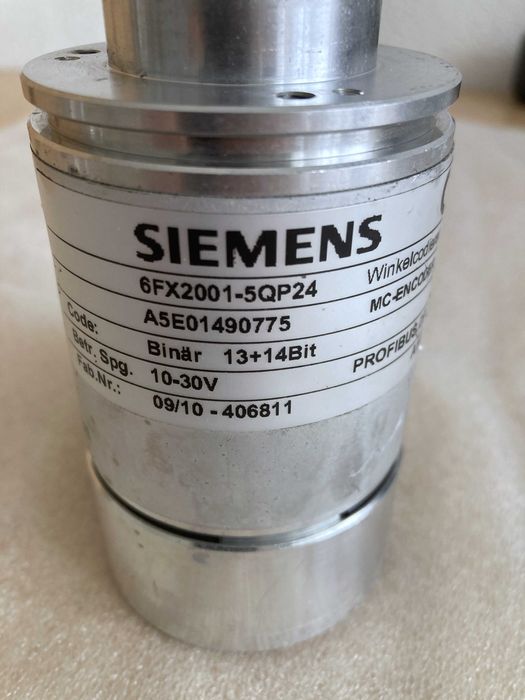 SIEMENS
6FX2001-5QP24
A5E01490775
Code: Binär 13+14Bit
Betr. Spg. 10-30V
Fab.Nr.: 09/10 - 406811
MC-ENCODER
PROFIBUS